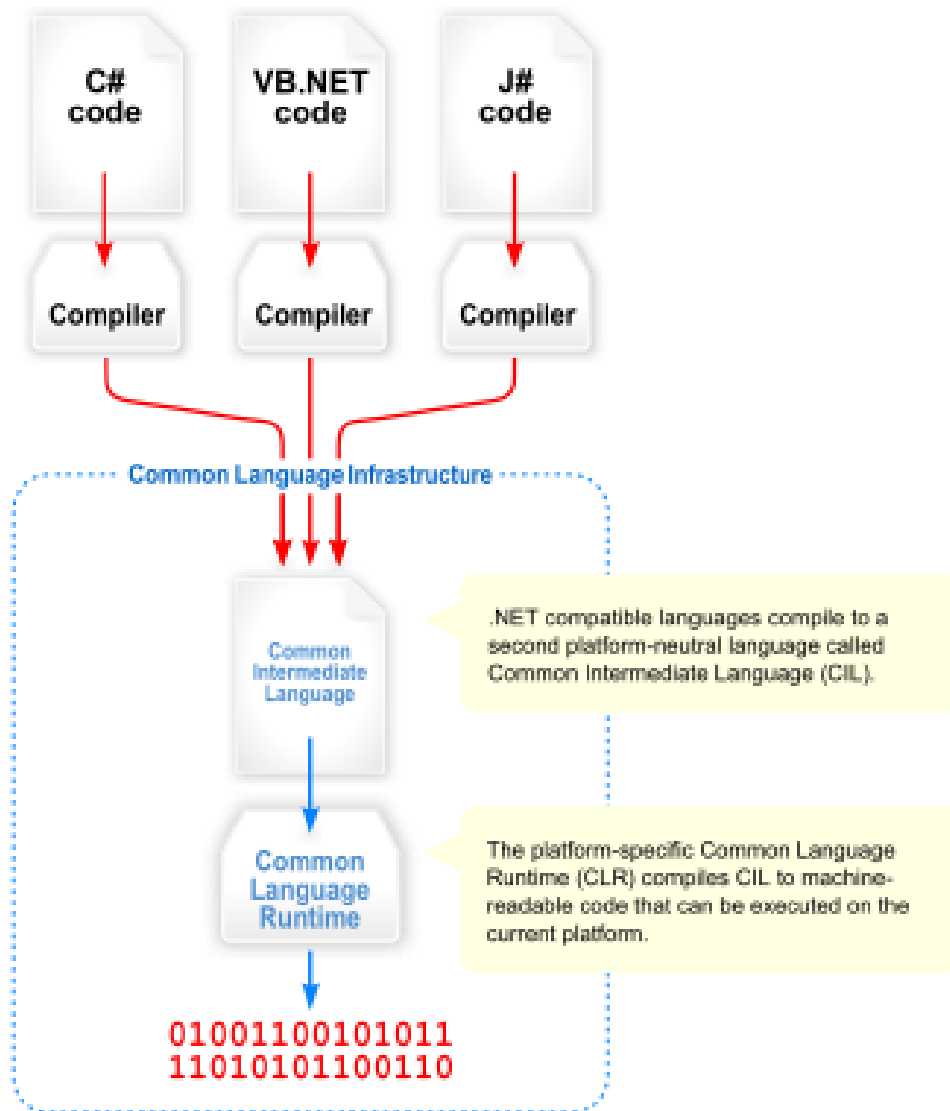 C#
code
VB.NET
code
J#
code
Compiler
Compiler
Compiler
Common Language Infrastructure
Common
Intermediate
Language
.NET compatible languages compile to a
second platform-neutral language called
Common Intermediate Language (CIL).
Common
Language
Runtime
The platform-specific Common Language
Runtime (CLR) compiles CIL to machine-
readable code that can be executed on the
current platform.
01001100101011
11010101100110